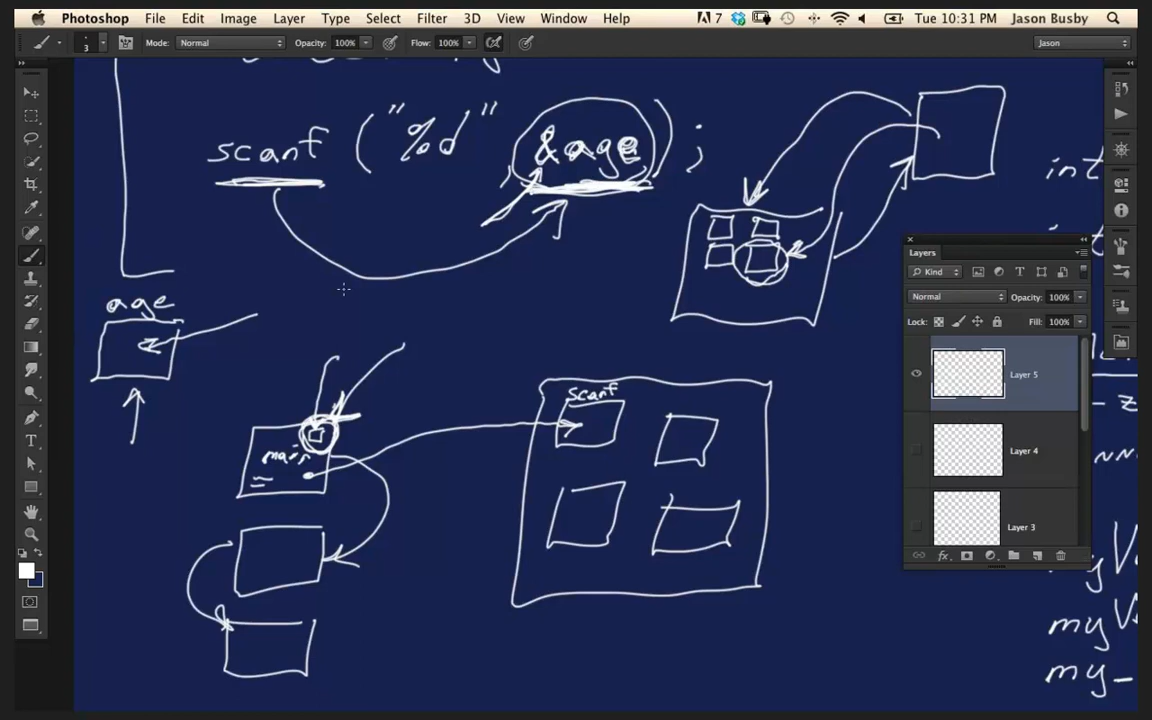 Photoshop File Edit Image Layer Type Select Filter 3D View Window Help 7 Tue 10:31 PM Jason Busby
3 Mode: Normal Opacity: 100% Flow: 100% Jason
scanf ("%d", &age);
int
age
Layers
Kind
Normal Opacity: 100%
Lock: Fill: 100%
Layer 5
Layer 4
Layer 3
scanf
main
my_